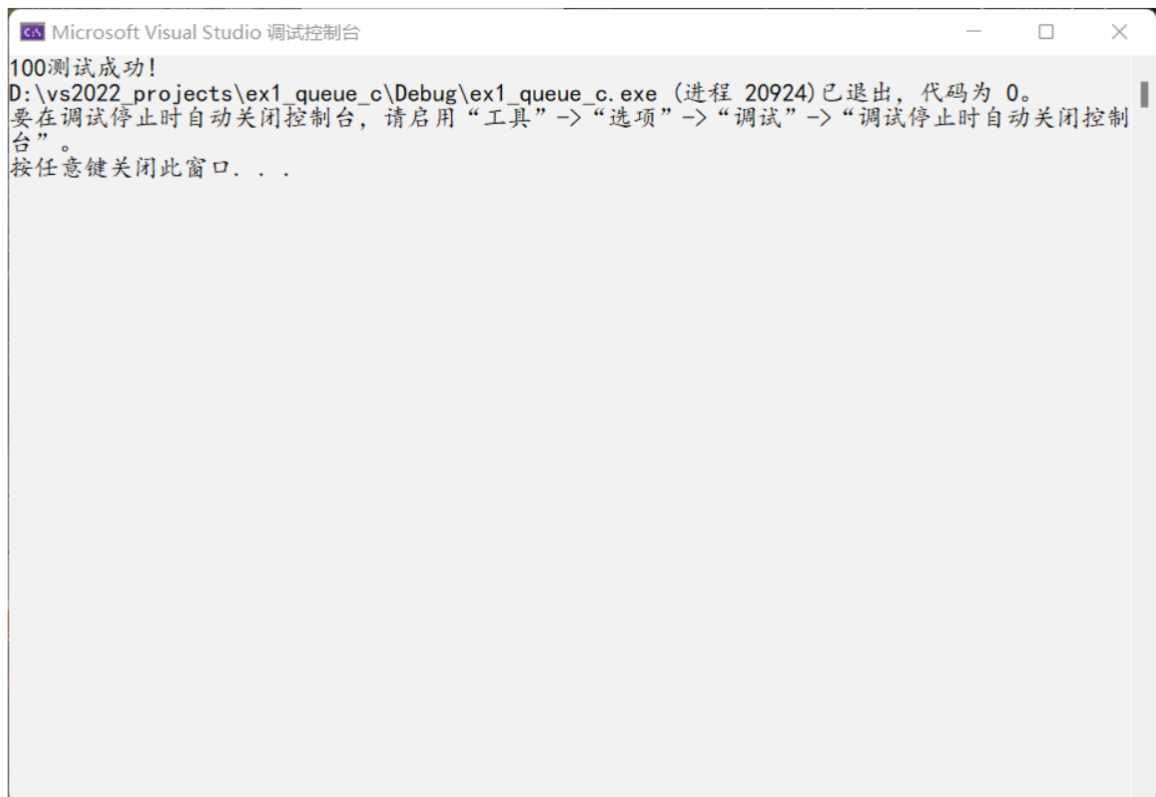 Microsoft Visual Studio 调试控制台
100测试成功!
D:\vs2022_projects\ex1_queue_c\Debug\ex1_queue_c.exe (进程 20924)已退出，代码为 0。
要在调试停止时自动关闭控制台，请启用“工具”->“选项”->“调试”->“调试停止时自动关闭控制
台”。
按任意键关闭此窗口. . .